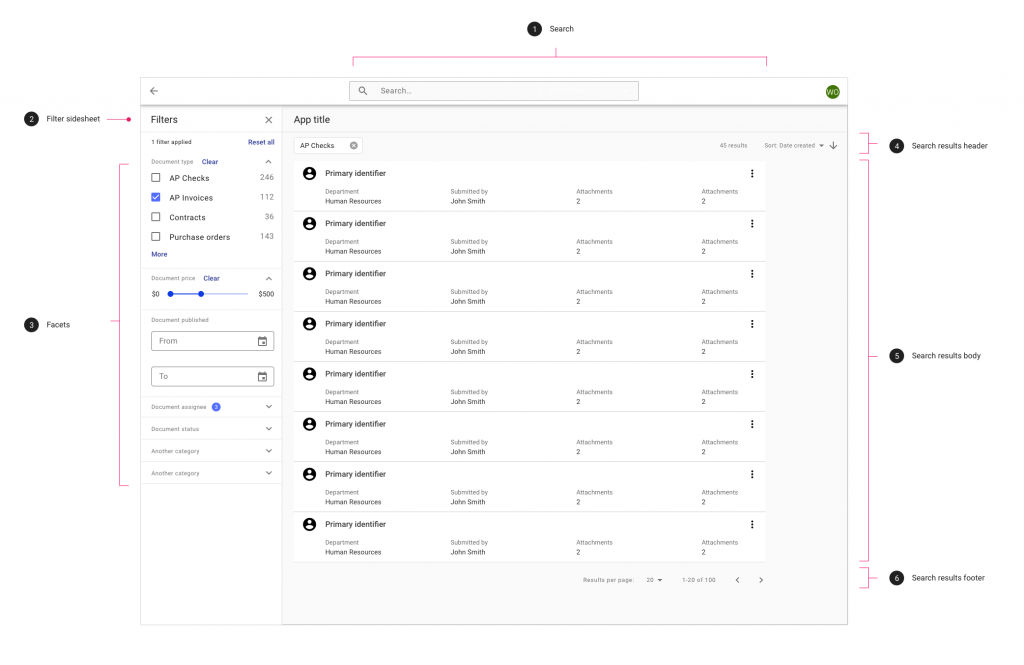 1 Search
Search...
WO
2 Filter sidesheet
Filters
App title
1 filter applied Reset all
AP Checks
45 results Sort: Date created
4 Search results header
Document type Clear
AP Checks 246
AP Invoices 112
Contracts 36
Purchase orders 143
More
Document price Clear
$0 $500
3 Facets
Document published
From
To
Document assignee 3
Document status
Another category
Another category
Primary identifier
Department Submitted by Attachments Attachments
Human Resources John Smith 2 2
Primary identifier
Department Submitted by Attachments Attachments
Human Resources John Smith 2 2
Primary identifier
Department Submitted by Attachments Attachments
Human Resources John Smith 2 2
Primary identifier
Department Submitted by Attachments Attachments
Human Resources John Smith 2 2
Primary identifier
Department Submitted by Attachments Attachments
Human Resources John Smith 2 2
Primary identifier
Department Submitted by Attachments Attachments
Human Resources John Smith 2 2
Primary identifier
Department Submitted by Attachments Attachments
Human Resources John Smith 2 2
Primary identifier
Department Submitted by Attachments Attachments
Human Resources John Smith 2 2
5 Search results body
Results per page: 20 1-20 of 100
6 Search results footer